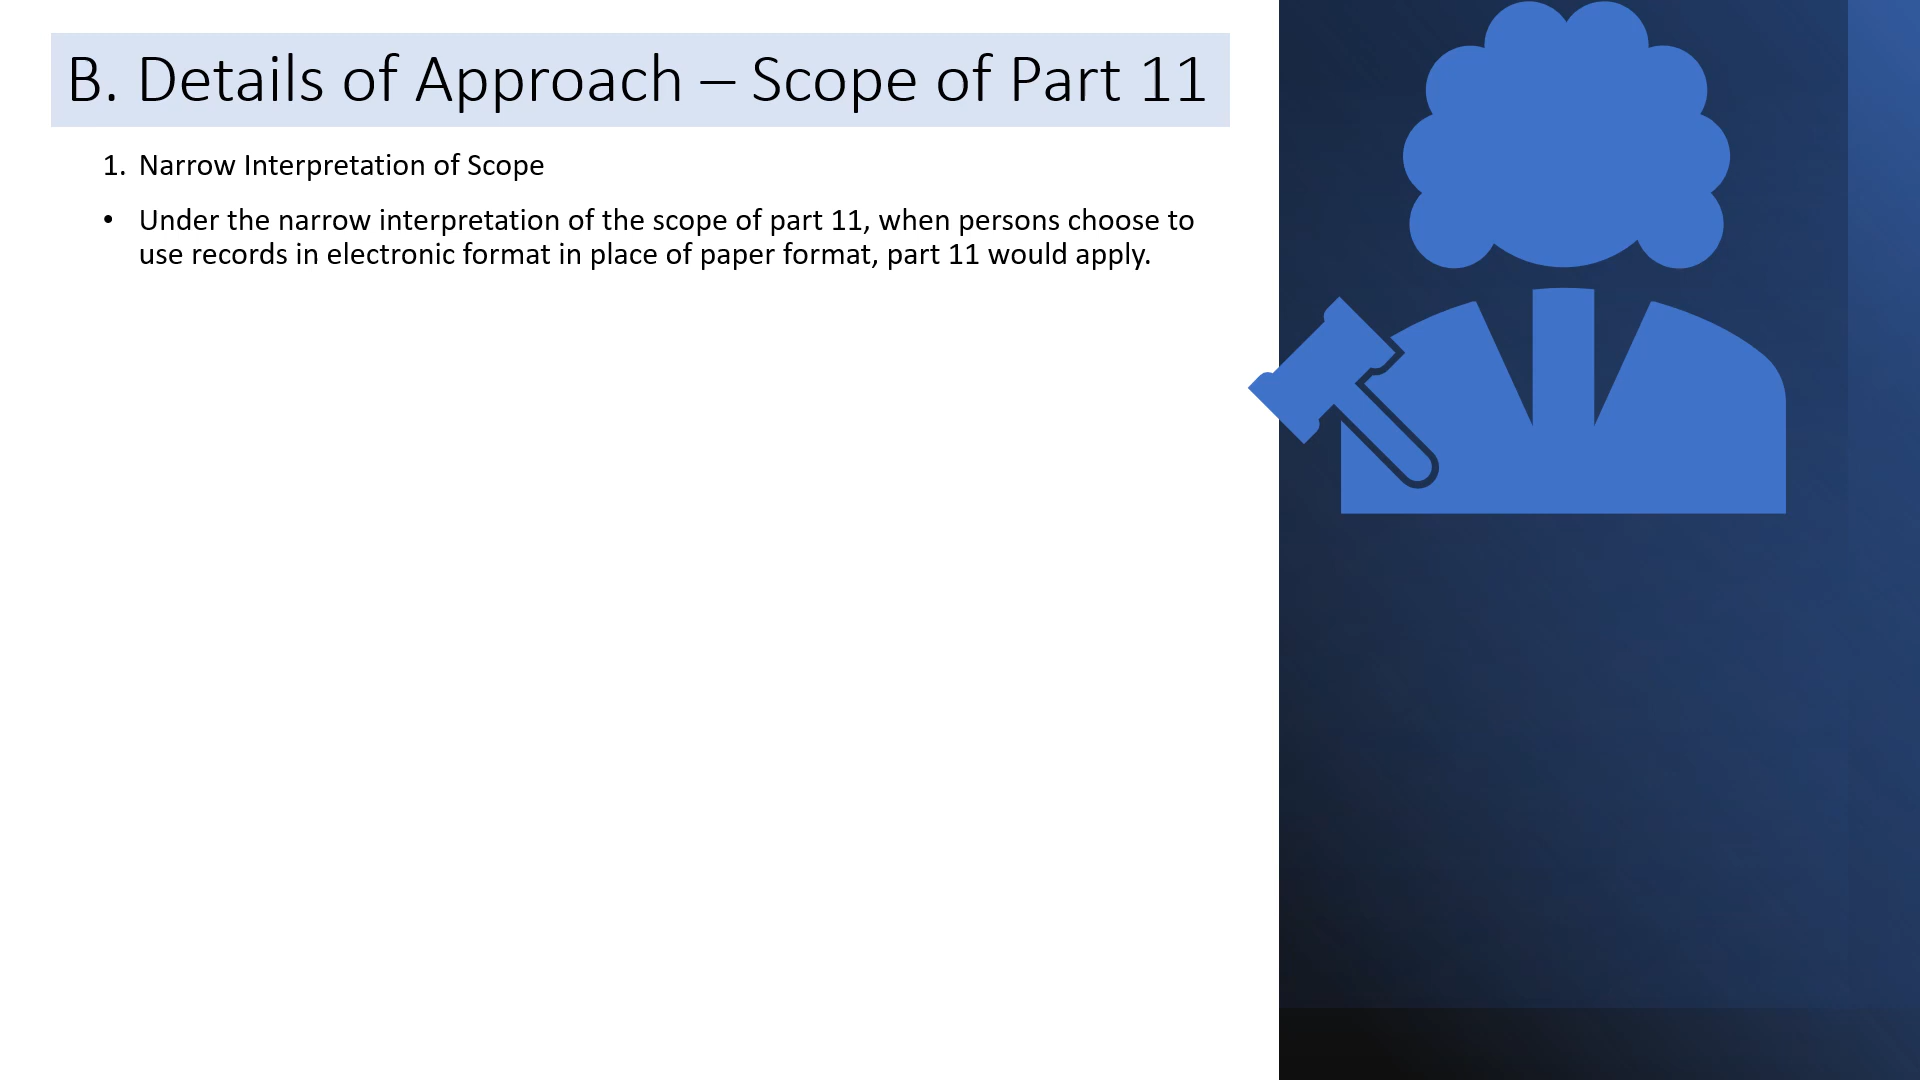 B. Details of Approach – Scope of Part 11
1. Narrow Interpretation of Scope
• Under the narrow interpretation of the scope of part 11, when persons choose to
use records in electronic format in place of paper format, part 11 would apply.